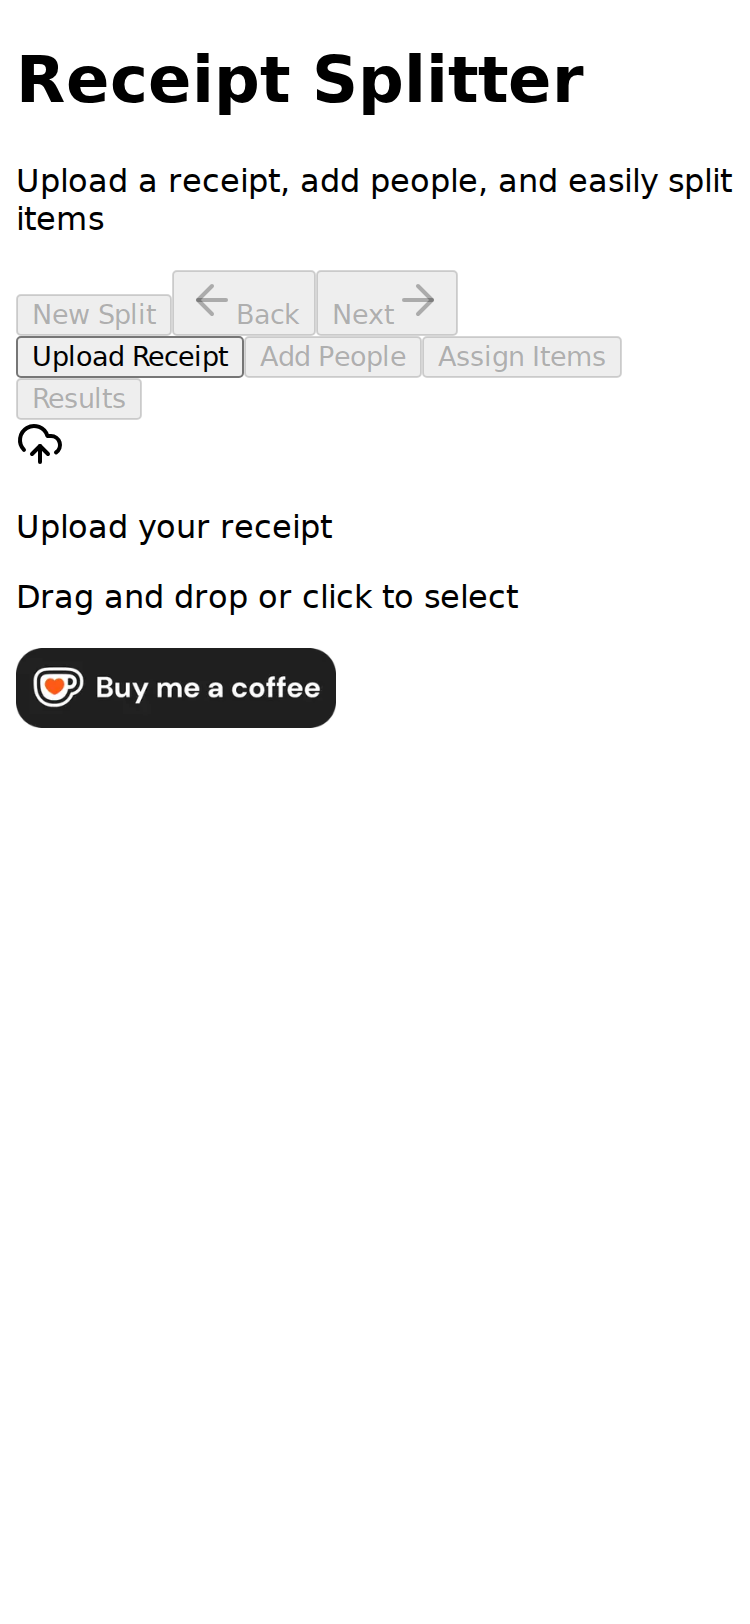 Receipt Splitter
Upload a receipt, add people, and easily split
items
New Split Back Next
Upload Receipt Add People Assign Items
Results
Upload your receipt
Drag and drop or click to select
Buy me a coffee